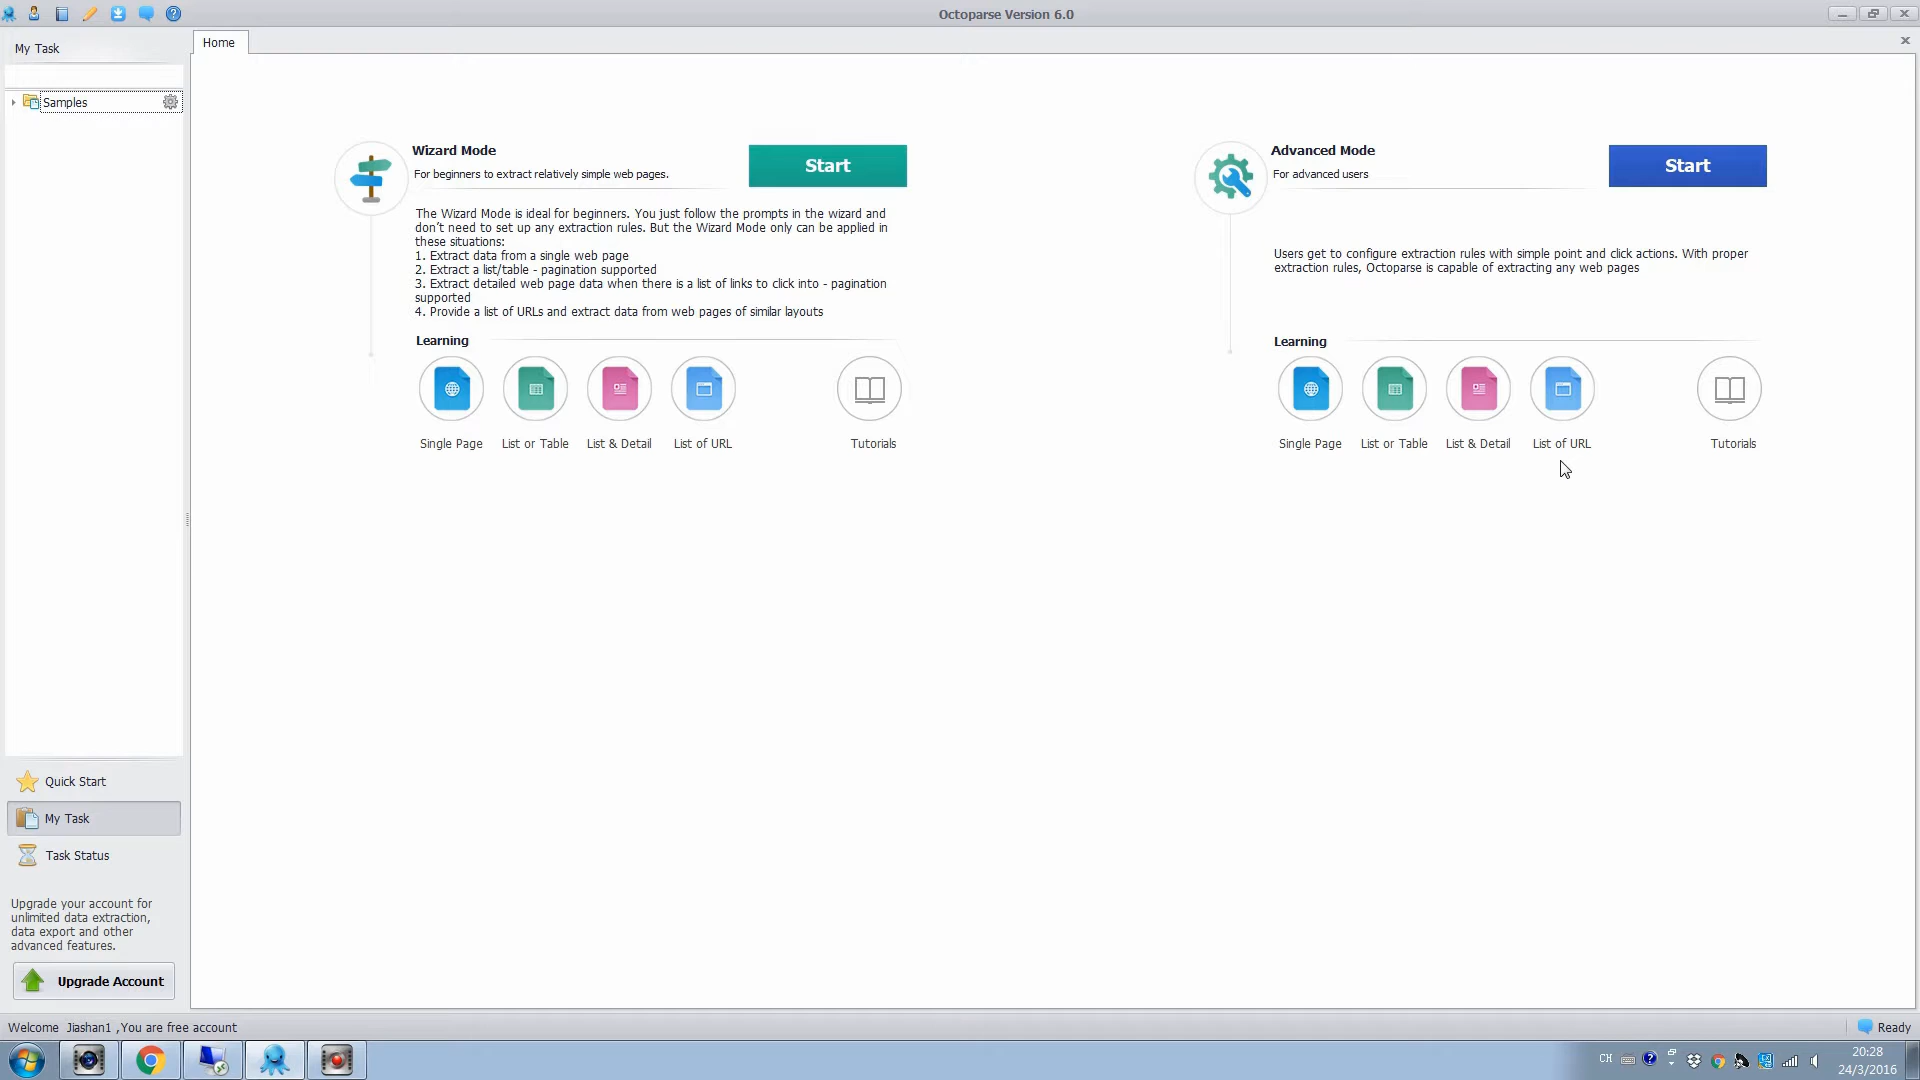 Octoparse Version 6.0
My Task
Home
Samples
Wizard Mode
For beginners to extract relatively simple web pages.
Start
The Wizard Mode is ideal for beginners. You just follow the prompts in the wizard and
don't need to set up any extraction rules. But the Wizard Mode only can be applied in
these situations:
1. Extract data from a single web page
2. Extract a list/table - pagination supported
3. Extract detailed web page data when there is a list of links to click into - pagination
supported
4. Provide a list of URLs and extract data from web pages of similar layouts
Learning
Single Page
List or Table
List & Detail
List of URL
Tutorials
Advanced Mode
For advanced users
Start
Users get to configure extraction rules with simple point and click actions. With proper
extraction rules, Octoparse is capable of extracting any web pages
Learning
Single Page
List or Table
List & Detail
List of URL
Tutorials
Quick Start
My Task
Task Status
Upgrade your account for
unlimited data extraction,
data export and other
advanced features.
Upgrade Account
Welcome Jiashan1 ,You are free account
Ready
CH
20:28
24/3/2016